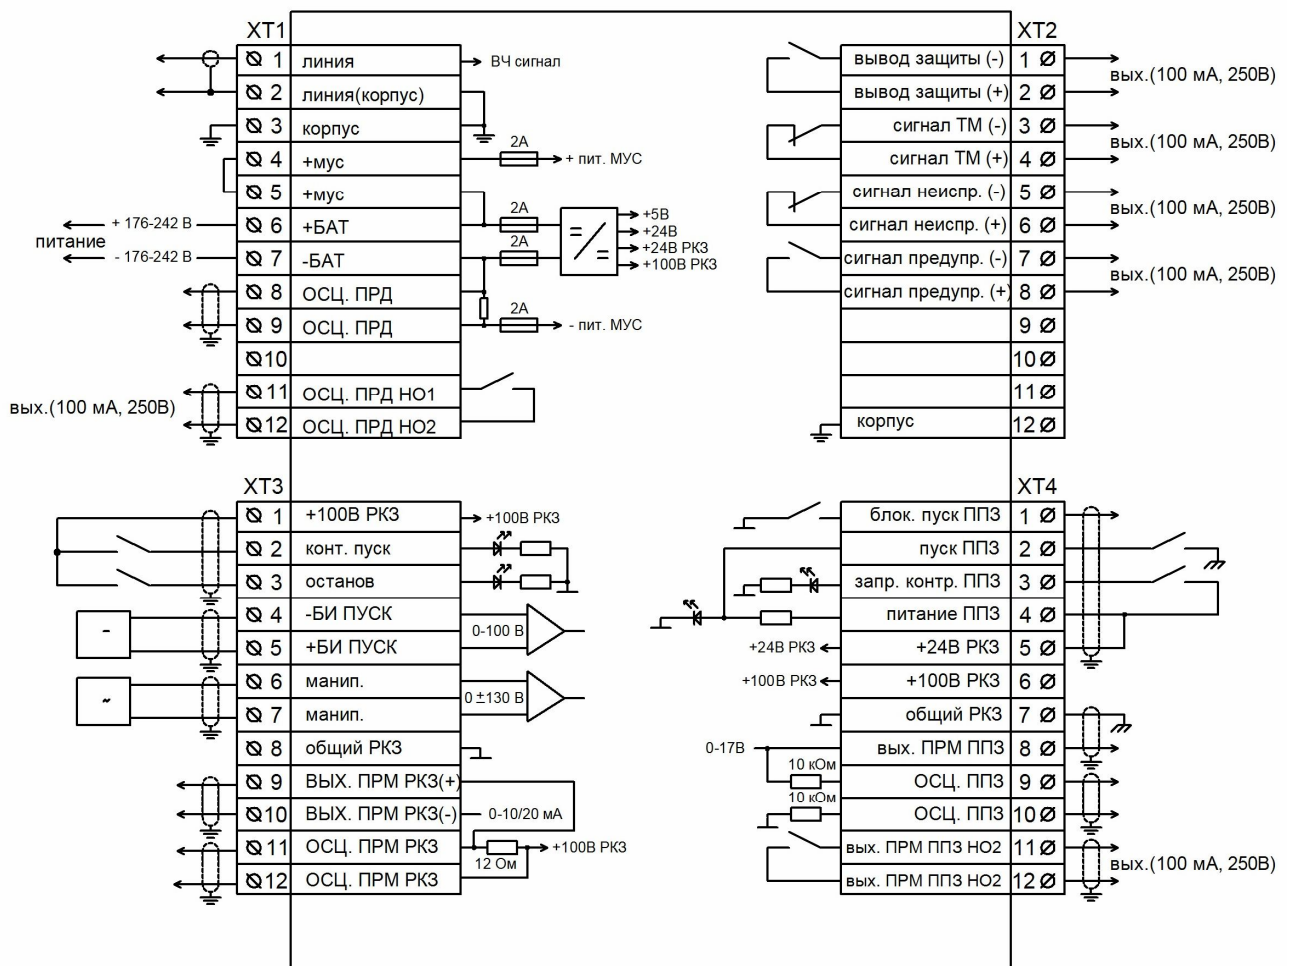 XT1
1 линия
ВЧ сигнал
2 линия(корпус)
3 корпус
4 +мус
2А
+ пит. МУС
5 +мус
+ 176-242 В
6 +БАТ
2А
питание
- 176-242 В
7 -БАТ
2А
+5В
+24В
+24В РКЗ
+100В РКЗ
=
=
8 ОСЦ. ПРД
9 ОСЦ. ПРД
2А
- пит. МУС
10
11 ОСЦ. ПРД НО1
вых.(100 мА, 250В)
12 ОСЦ. ПРД НО2
XT2
вывод защиты (-) 1
вывод защиты (+) 2
вых.(100 мА, 250В)
сигнал ТМ (-) 3
сигнал ТМ (+) 4
вых.(100 мА, 250В)
сигнал неиспр. (-) 5
сигнал неиспр. (+) 6
вых.(100 мА, 250В)
сигнал предупр. (-) 7
сигнал предупр. (+) 8
вых.(100 мА, 250В)
9
10
11
корпус 12
XT3
1 +100В РКЗ
+100В РКЗ
2 конт. пуск
3 останов
4 -БИ ПУСК
-
0-100 В
5 +БИ ПУСК
6 манип.
~
0 ±130 В
7 манип.
8 общий РКЗ
9 ВЫХ. ПРМ РКЗ(+)
10 ВЫХ. ПРМ РКЗ(-)
0-10/20 мА
11 ОСЦ. ПРМ РКЗ
12 Ом
+100В РКЗ
12 ОСЦ. ПРМ РКЗ
XT4
блок. пуск ППЗ 1
пуск ППЗ 2
запр. контр. ППЗ 3
питание ППЗ 4
+24В РКЗ
+24В РКЗ 5
+100В РКЗ
+100В РКЗ 6
общий РКЗ 7
0-17В
вых. ПРМ ППЗ 8
10 кОм
ОСЦ. ППЗ 9
10 кОм
ОСЦ. ППЗ 10
вых. ПРМ ППЗ НО2 11
вых.(100 мА, 250В)
вых. ПРМ ППЗ НО2 12